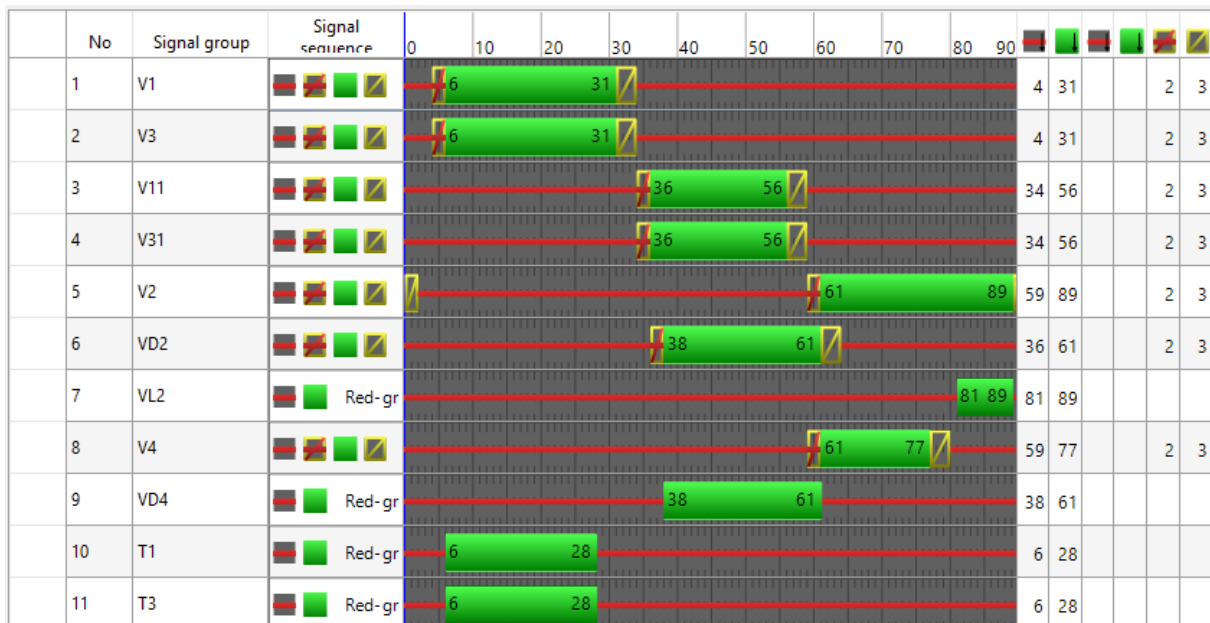 No Signal group Signal sequence 0 10 20 30 40 50 60 70 80 90
1 V1 6 31 4 31 2 3
2 V3 6 31 4 31 2 3
3 V11 36 56 34 56 2 3
4 V31 36 56 34 56 2 3
5 V2 61 89 59 89 2 3
6 VD2 38 61 36 61 2 3
7 VL2 Red-gr 81 89 81 89
8 V4 61 77 59 77 2 3
9 VD4 Red-gr 38 61 38 61
10 T1 Red-gr 6 28 6 28
11 T3 Red-gr 6 28 6 28